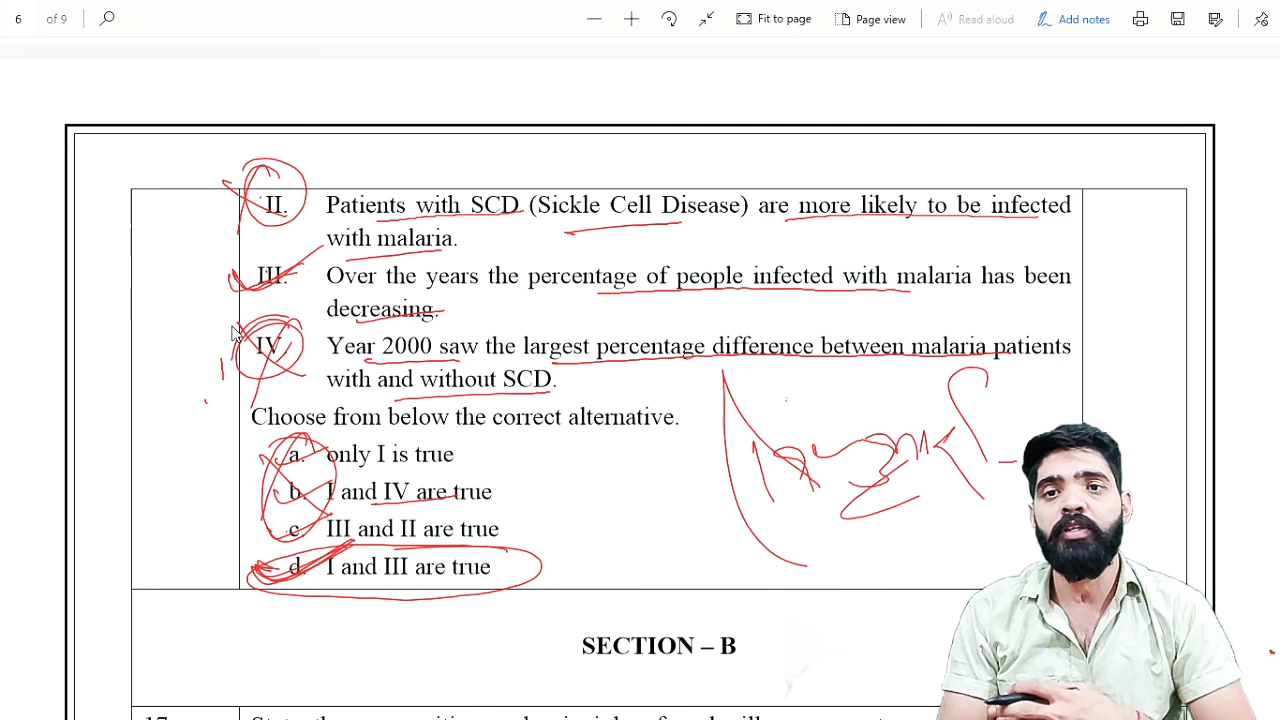 6 of 9 Fit to page Page view Read aloud Add notes
II. Patients with SCD (Sickle Cell Disease) are more likely to be infected
with malaria.
III. Over the years the percentage of people infected with malaria has been
decreasing.
IV. Year 2000 saw the largest percentage difference between malaria patients
with and without SCD.
Choose from below the correct alternative.
a. only I is true
b. I and IV are true
c. III and II are true
d. I and III are true
SECTION – B